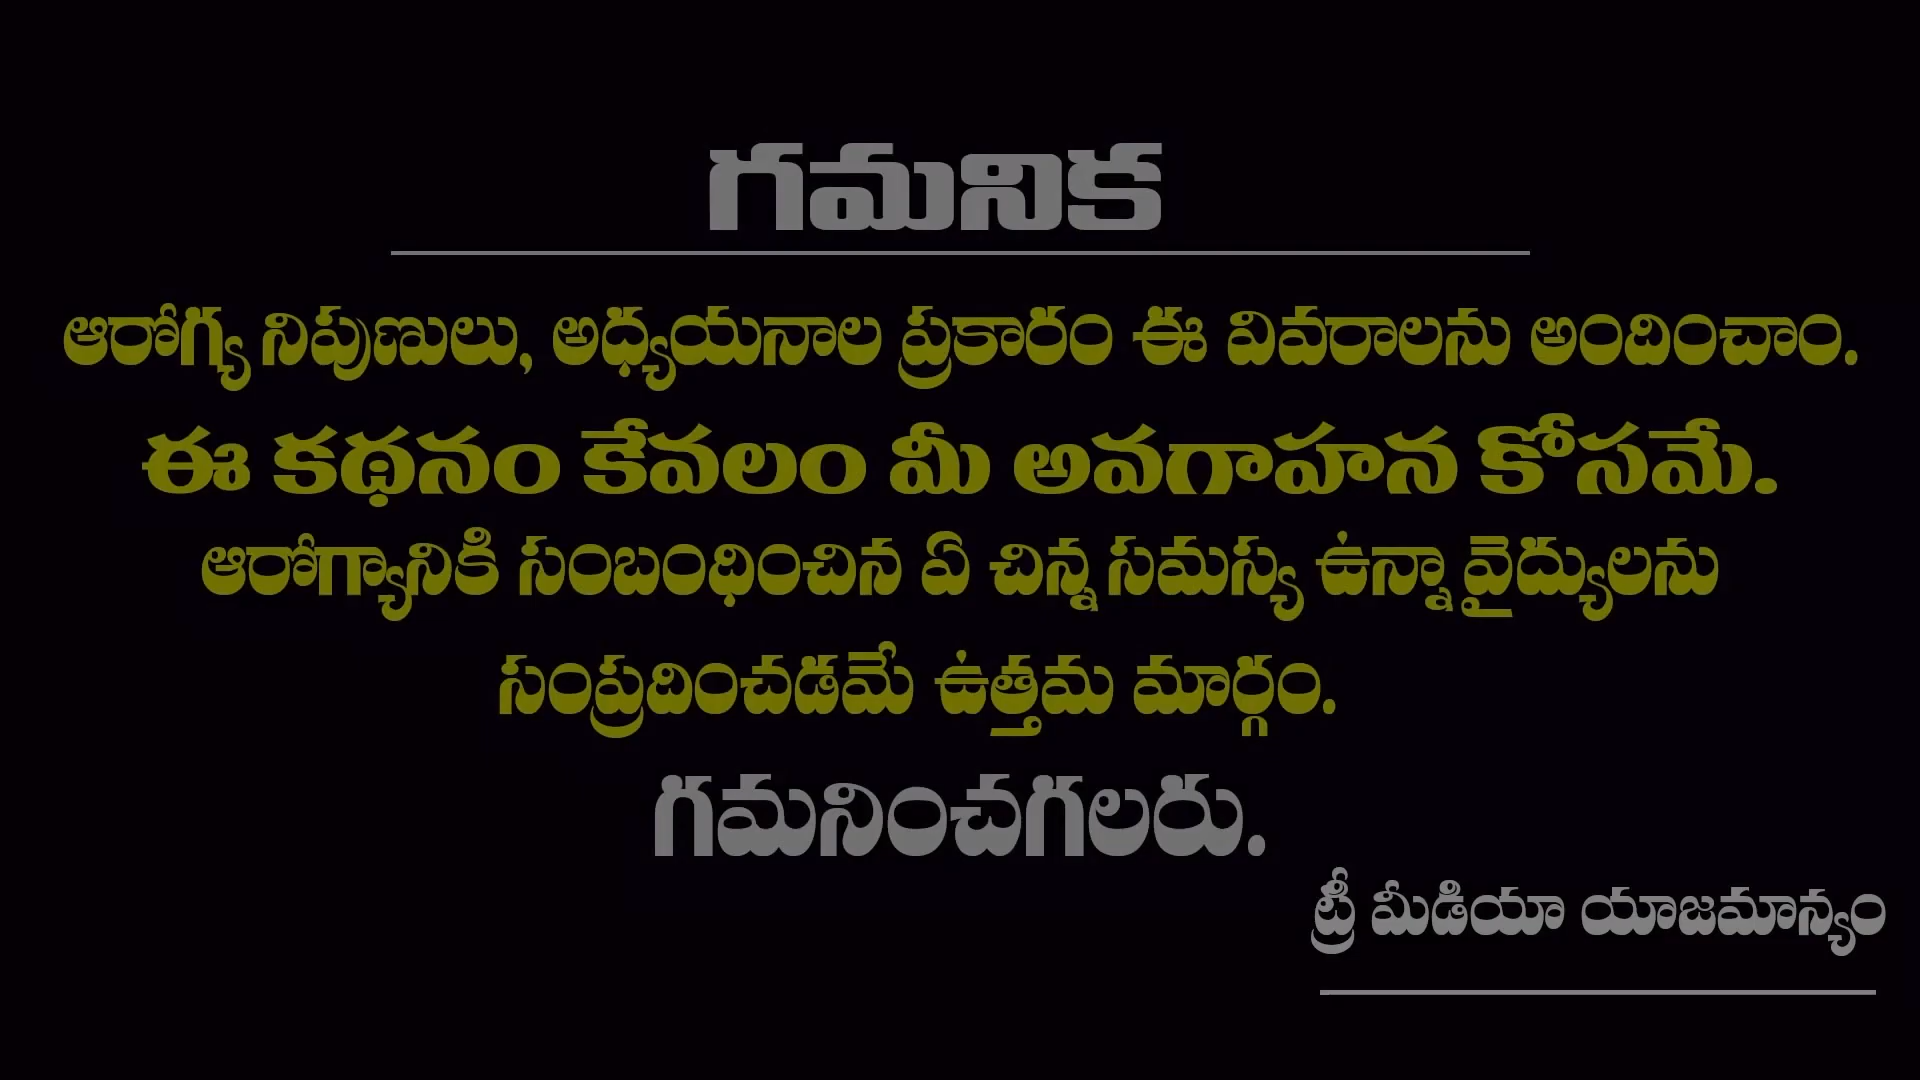 గమనిక
ఆరోగ్య నిపుణులు, అధ్యయనాల ప్రకారం ఈ వివరాలను అందించాం.
ఈ కథనం కేవలం మీ అవగాహన కోసమే.
ఆరోగ్యానికి సంబంధించిన ఏ చిన్న సమస్య ఉన్నా వైద్యులను
సంప్రదించడమే ఉత్తమ మార్గం.
గమనించగలరు.
ట్రీ మీడియా యాజమాన్యం